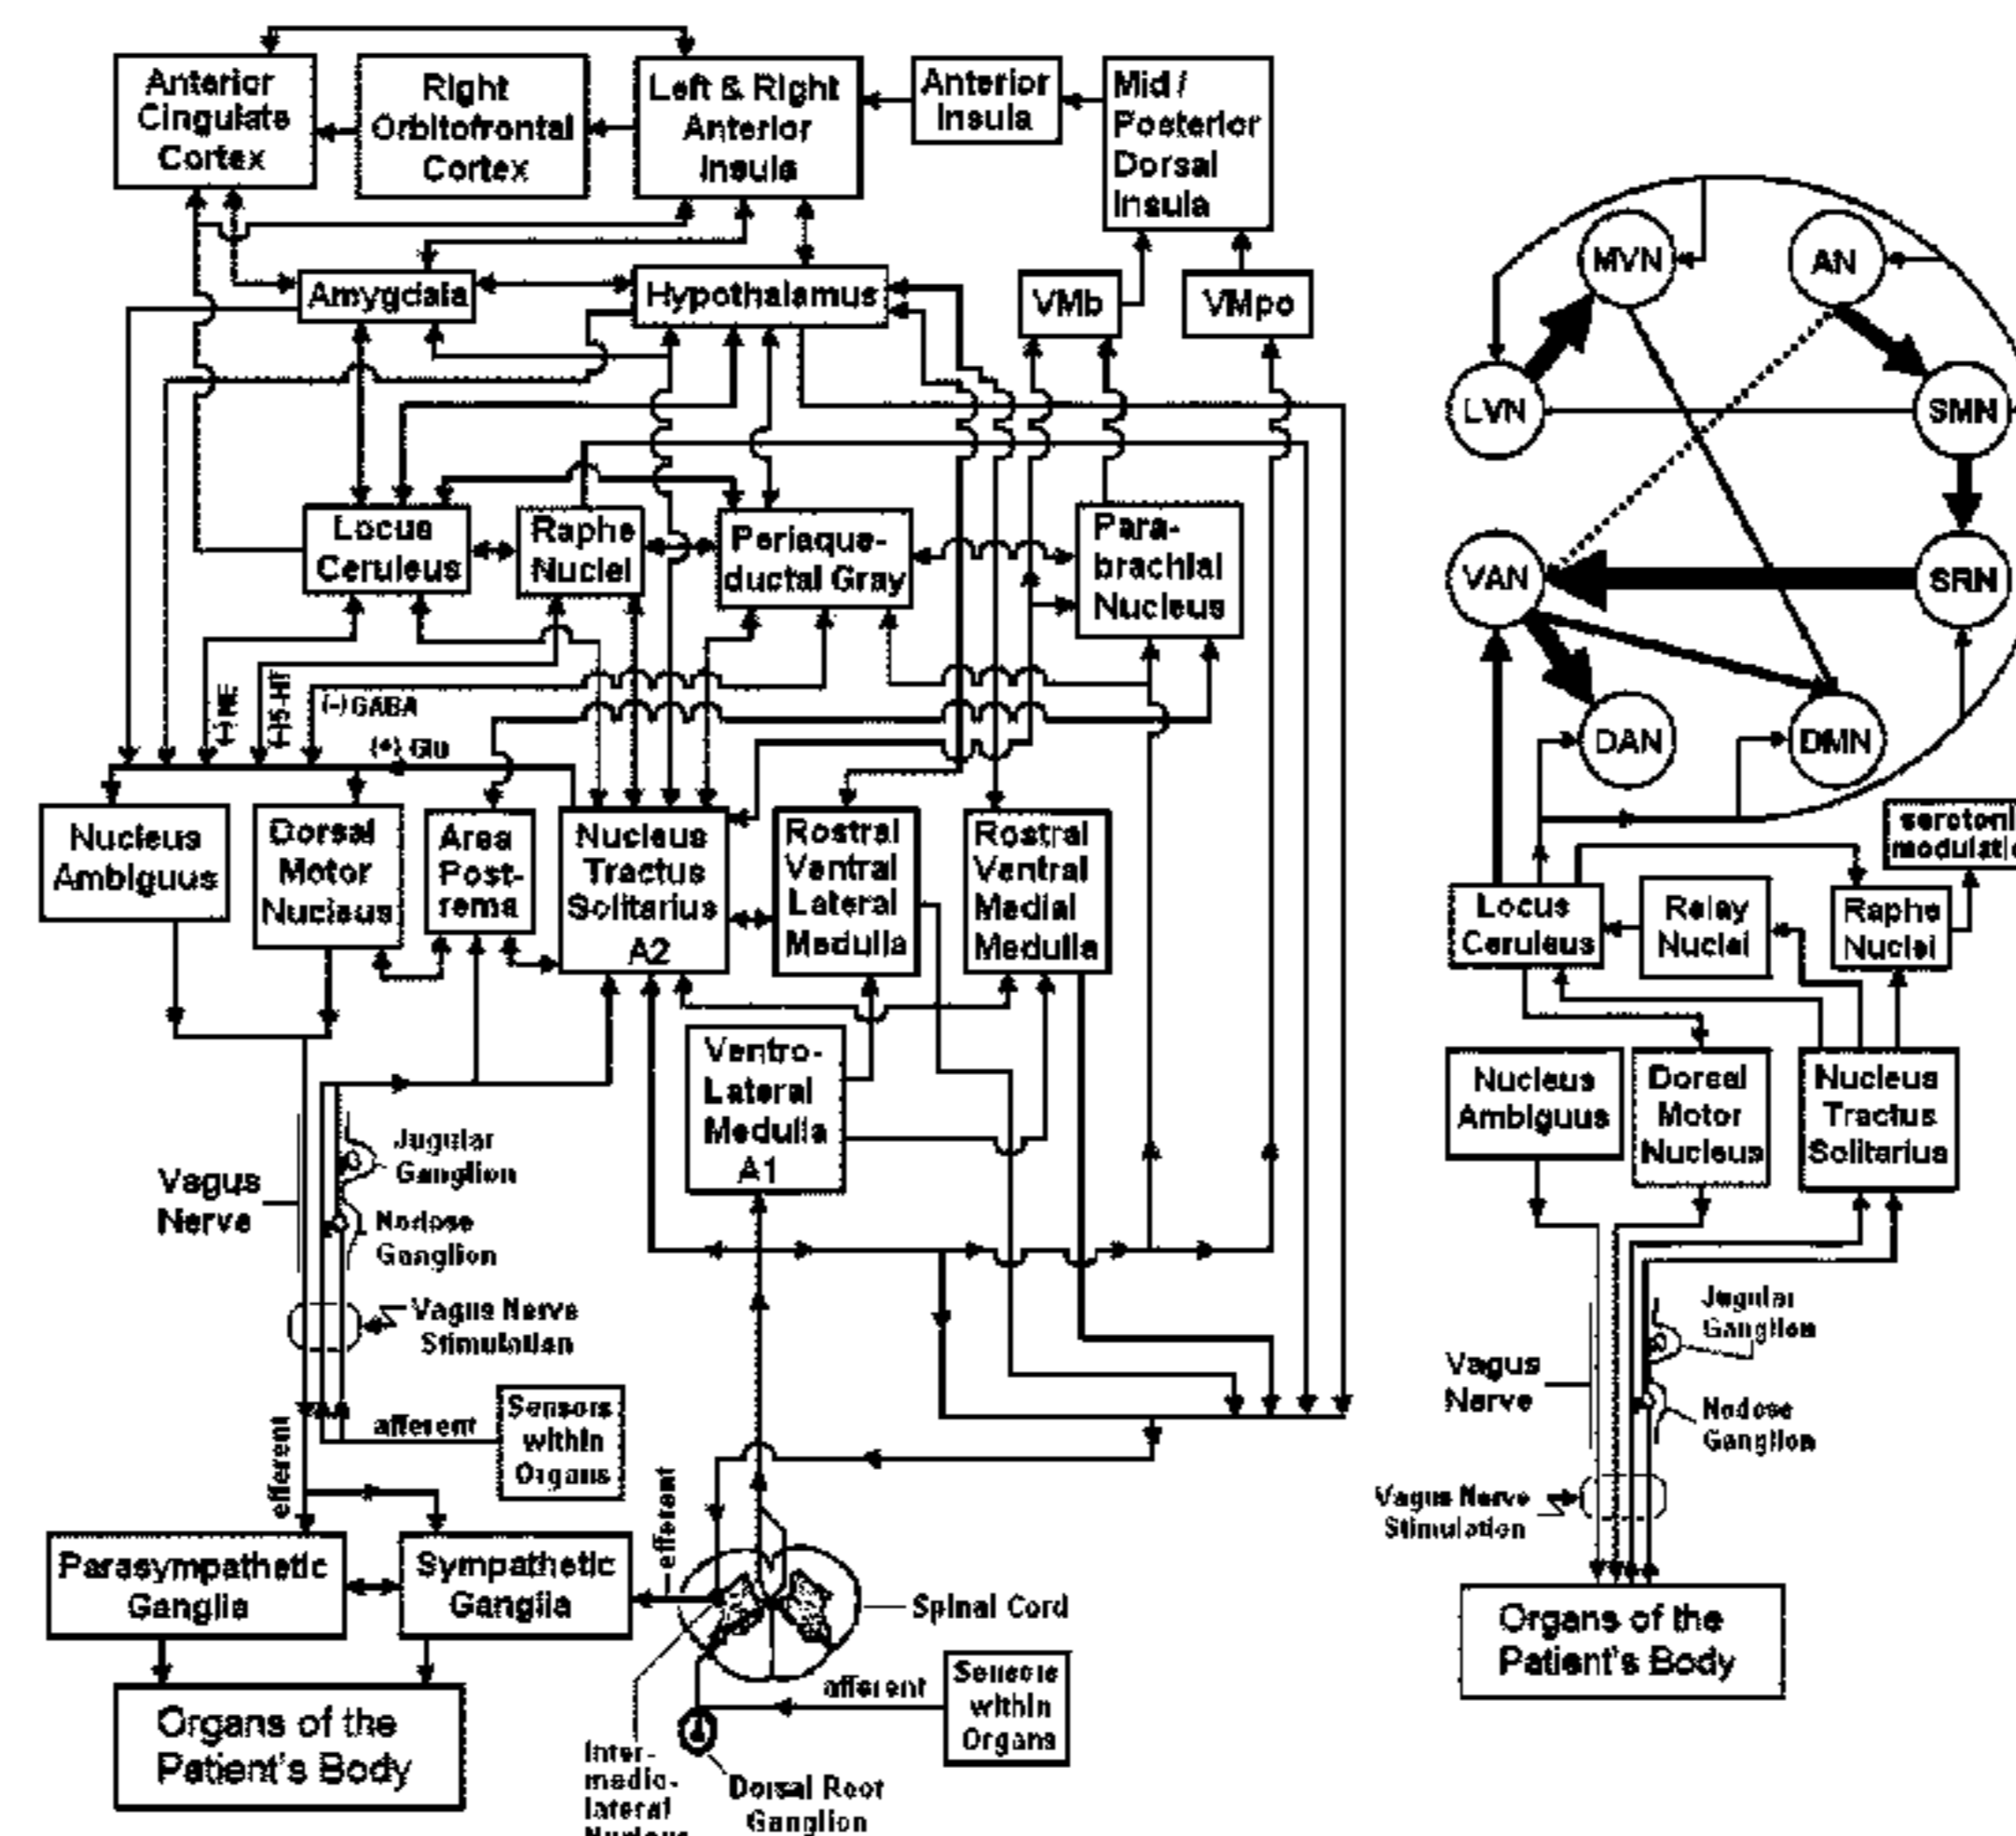 Anterior
Cingulate
Cortex
Right
Orbitofrontal
Cortex
Left & Right
Anterior
Insula
Anterior
Insula
Mid /
Posterior
Dorsal
Insula
Amygdala
Hypothalamus
VMb
VMpo
Locus
Ceruleus
Raphe
Nuclei
Periaque-
ductal Gray
Para-
brachial
Nucleus
(-) NE
(-)5-HT
(-) GABA
(+) Glu
Nucleus
Ambiguus
Dorsal
Motor
Nucleus
Area
Post-
rema
Nucleus
Tractus
Solitarius
A2
Rostral
Ventral
Lateral
Medulla
Rostral
Ventral
Medial
Medulla
Ventro-
Lateral
Medulla
A1
Vagus
Nerve
Jugular
Ganglion
Nodose
Ganglion
Vagus Nerve
Stimulation
efferent
afferent
Sensors
within
Organs
Parasympathetic
Ganglia
Sympathetic
Ganglia
efferent
Spinal Cord
afferent
Sensors
within
Organs
Organs of the
Patient's Body
Inter-
medio-
lateral
Nucleus
Dorsal Root
Ganglion
MVN
AN
LVN
SMN
VAN
SRN
DAN
DMN
serotoni
modulatio
Locus
Ceruleus
Relay
Nuclei
Raphe
Nuclei
Nucleus
Ambiguus
Dorsal
Motor
Nucleus
Nucleus
Tractus
Solitarius
Vagus
Nerve
Jugular
Ganglion
Nodose
Ganglion
Vagus Nerve
Stimulation
Organs of the
Patient's Body